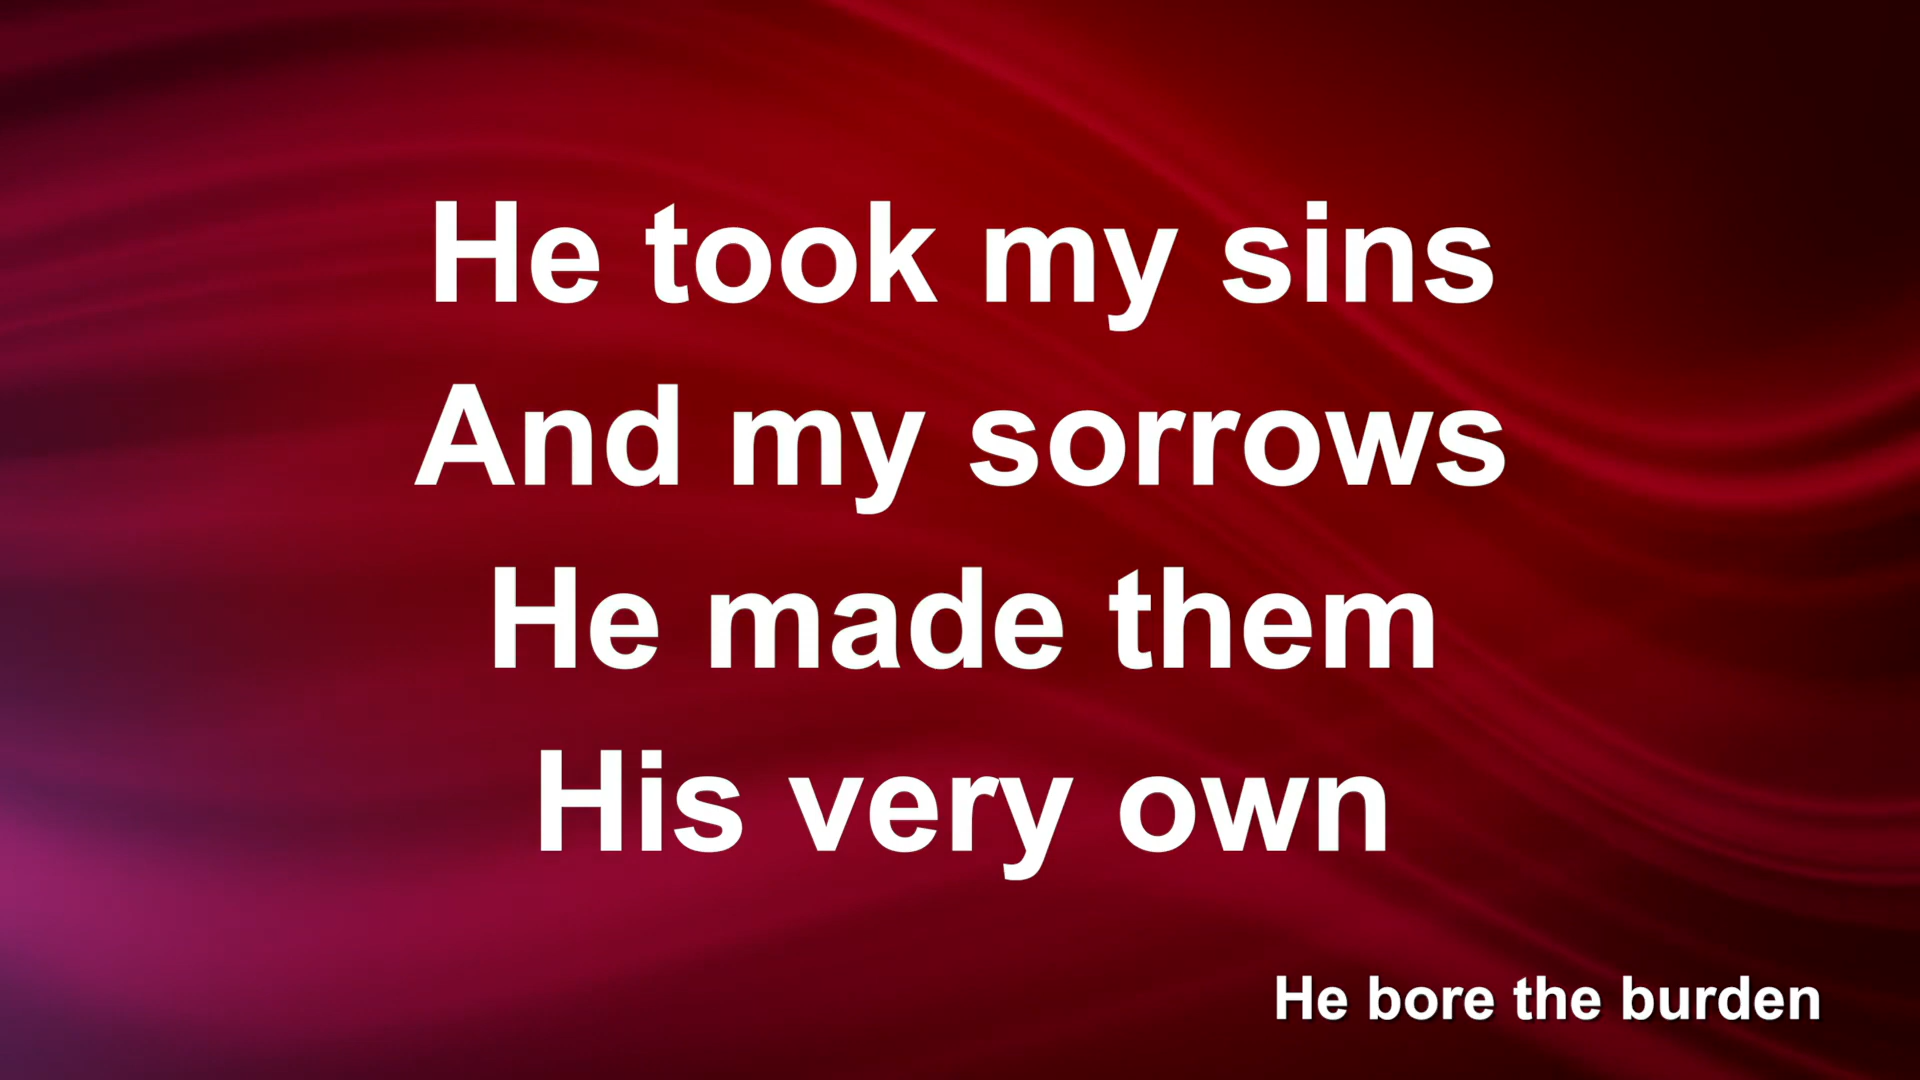 He took my sins
And my sorrows
He made them
His very own
He bore the burden